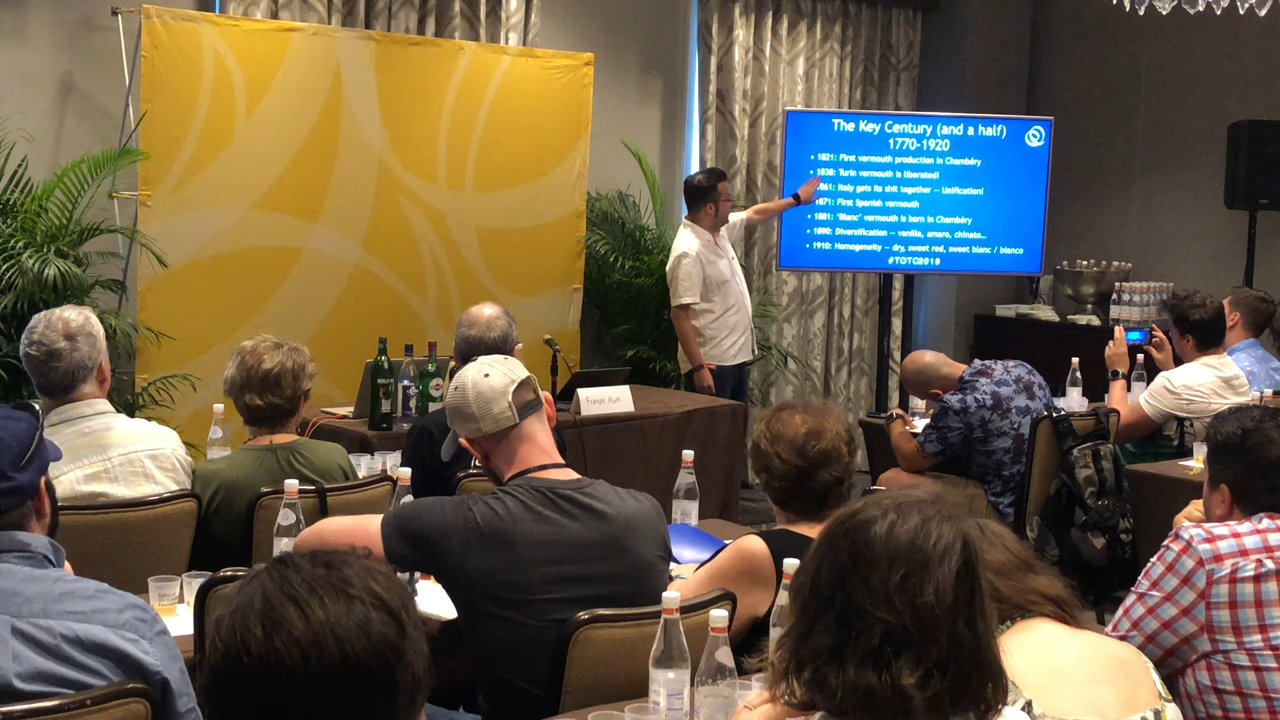 The Key Century (and a half)
1770-1920
• 1821: First vermouth production in Chambéry
• 1838: Turin vermouth is liberated!
1861: Italy gets its shit together -- Unification!
1871: First Spanish vermouth
• 1881: 'Blanc' vermouth is born in Chambéry
• 1890: Diversification -- vanilla, amaro, chinato...
• 1910: Homogeneity -- dry, sweet red, sweet blanc / bianco
#TOTC2019